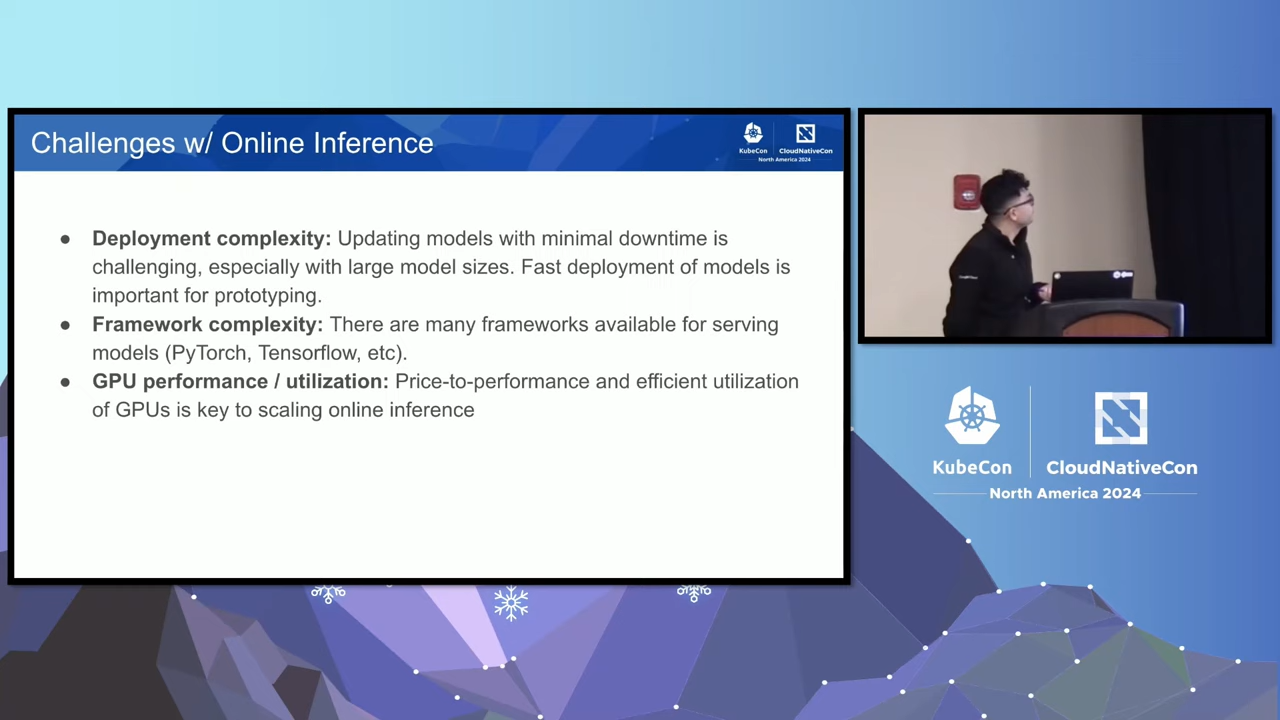 Challenges w/ Online Inference
KubeCon
CloudNativeCon
North America 2024
● Deployment complexity: Updating models with minimal downtime is
challenging, especially with large model sizes. Fast deployment of models is
important for prototyping.
● Framework complexity: There are many frameworks available for serving
models (PyTorch, Tensorflow, etc).
● GPU performance / utilization: Price-to-performance and efficient utilization
of GPUs is key to scaling online inference
KubeCon
CloudNativeCon
North America 2024